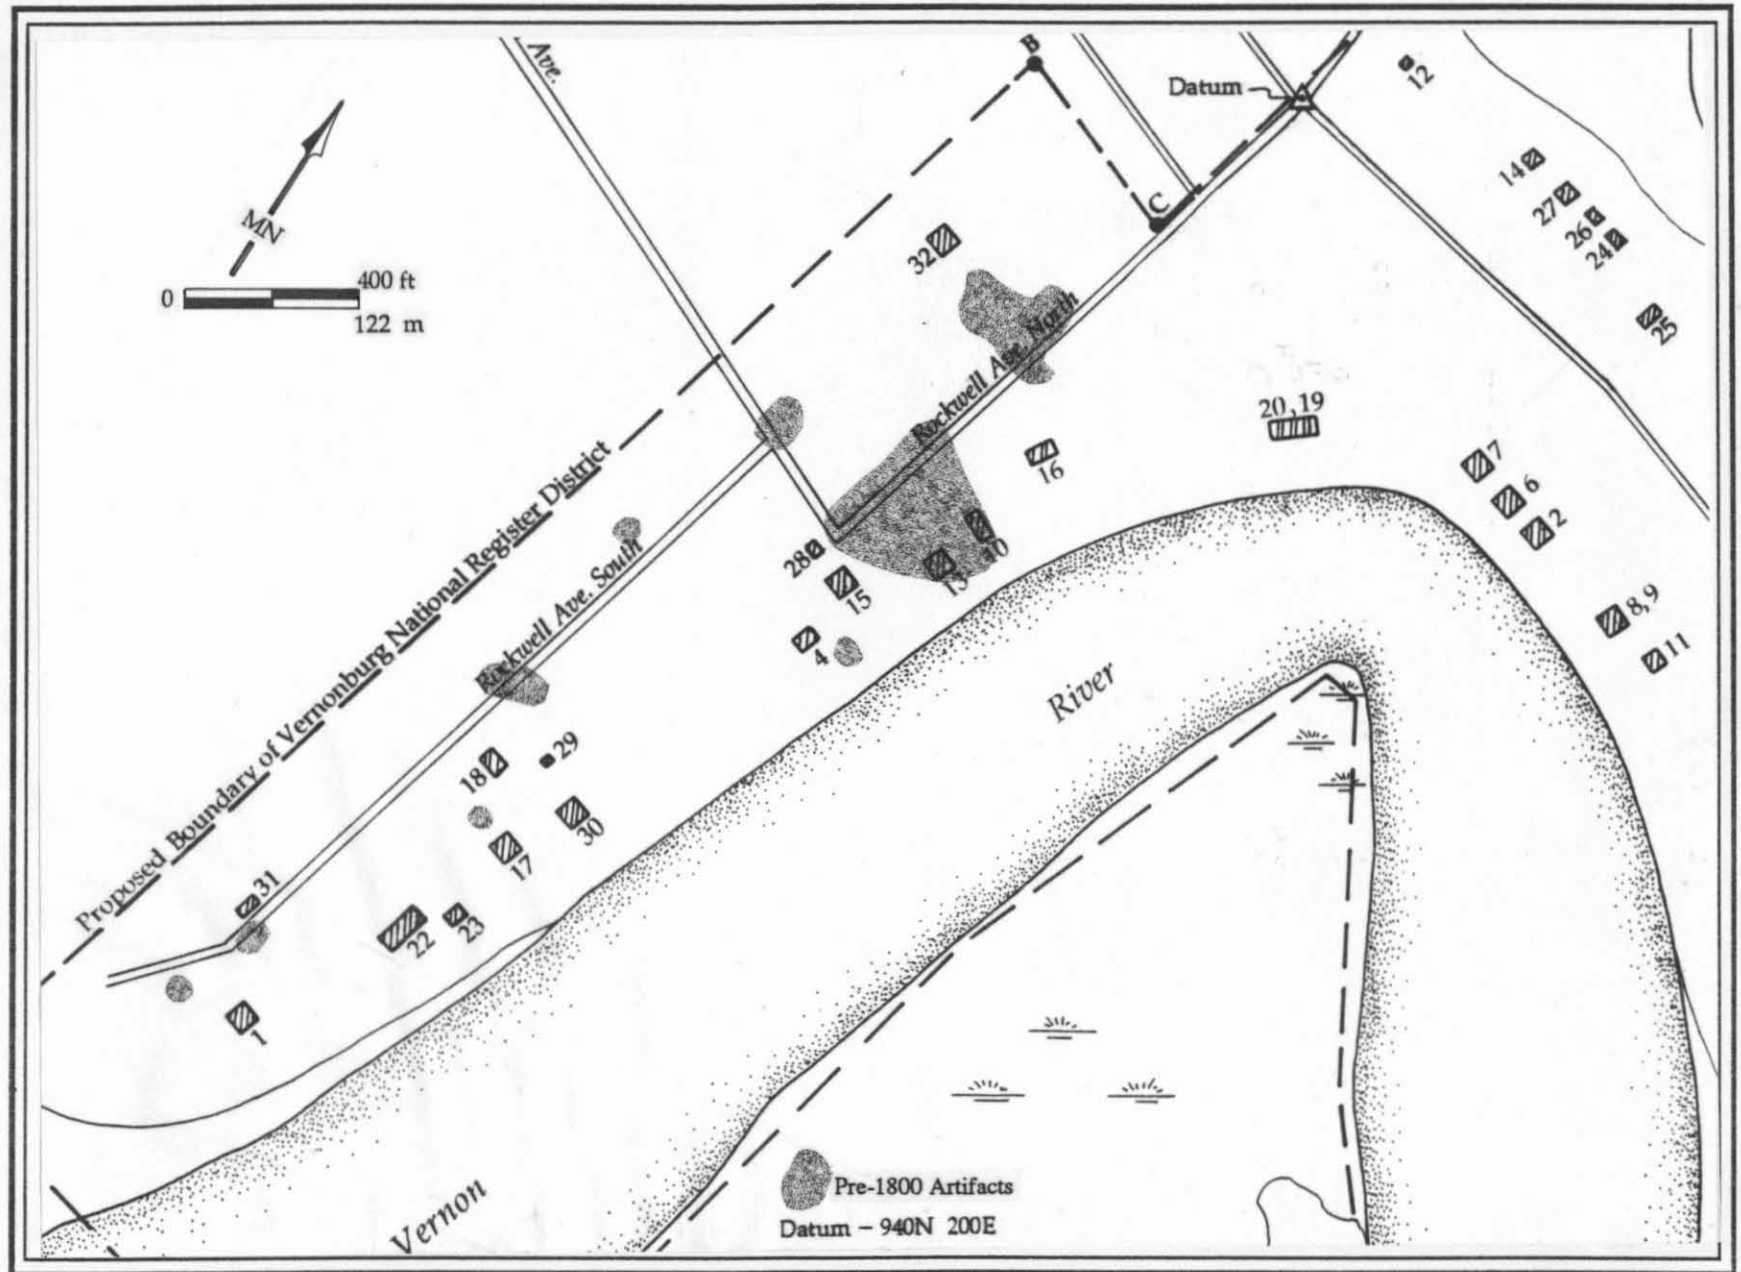 Ave.
B
Datum
12
MN
0
400 ft
122 m
C
14
27
26
24
25
32
Rockwell Ave. North
20, 19
16
7
6
2
28
15
13
10
4
8, 9
11
Proposed Boundary of Vernonburg National Register District
Rockwell Ave. South
River
18
29
30
17
31
22
23
1
Vernon
Pre-1800 Artifacts
Datum – 940N 200E